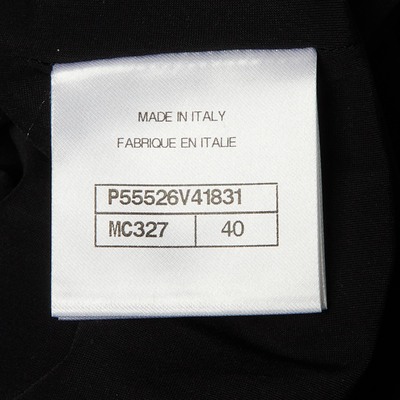 MADE IN ITALY
FABRIQUE EN ITALIE
P55526V41831
MC327 40